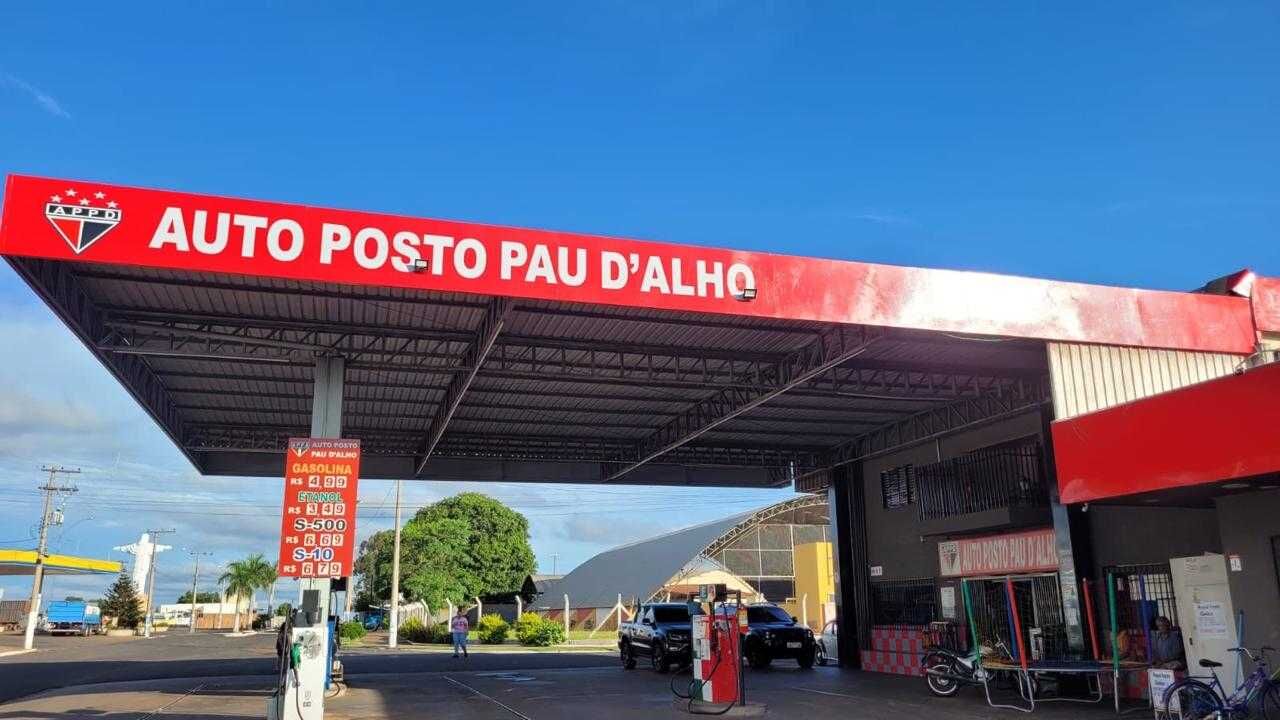 APPD
AUTO POSTO PAU D'ALHO
APPD
AUTO POSTO
PAU D'ALHO
GASOLINA
R$ 4,99
ETANOL
R$ 3,49
S-500
R$ 6,69
S-10
R$ 6,79
AUTO POSTO PAU D'ALHO